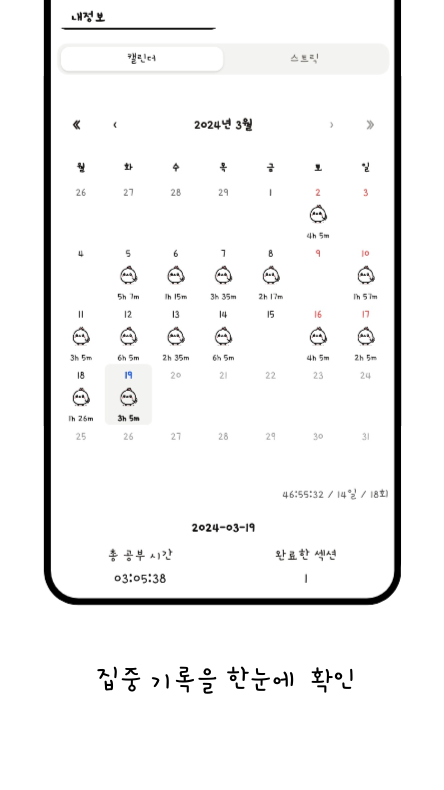 내정보
캘린더 스트릭
« ‹ 2024년 3월 › »
월 화 수 목 금 토 일
26 27 28 29 1 2 3
4h 5m
4 5 6 7 8 9 10
5h 7m 1h 15m 3h 35m 2h 17m 1h 57m
11 12 13 14 15 16 17
3h 5m 6h 5m 2h 35m 6h 5m 4h 5m 2h 5m
18 19 20 21 22 23 24
1h 26m 3h 5m
25 26 27 28 29 30 31
46:55:32 / 14일 / 18회
2024-03-19
총 공부 시간 완료한 섹션
03:05:38 1
집중 기록을 한눈에 확인